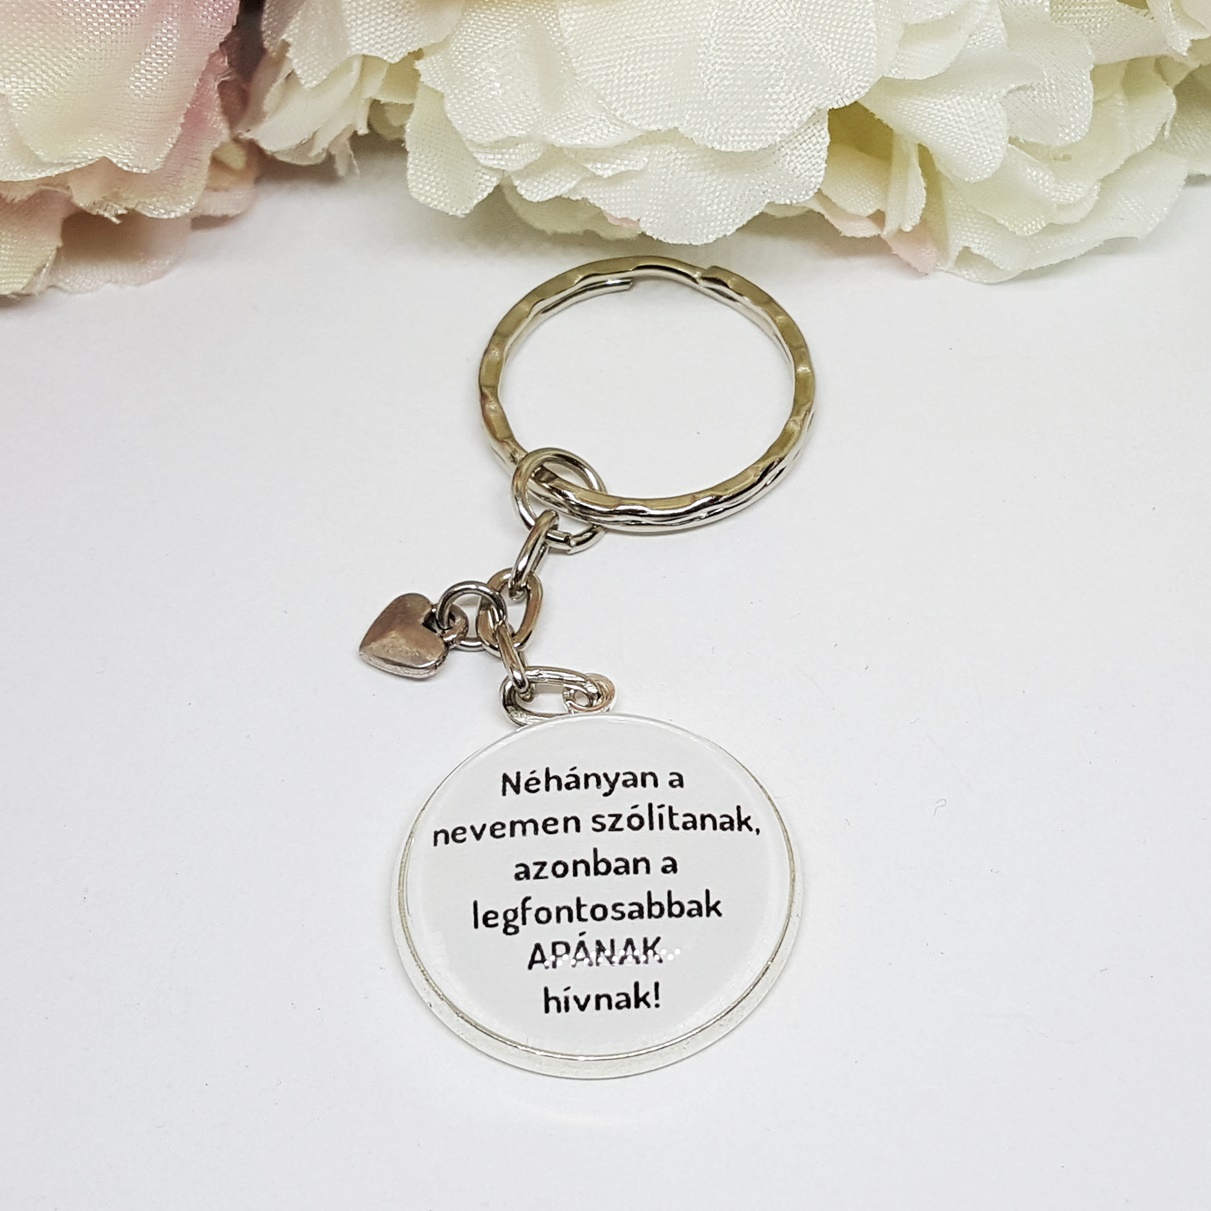 Néhányan a
nevemen szólítanak,
azonban a
legfontosabbak
APÁNAK
hívnak!